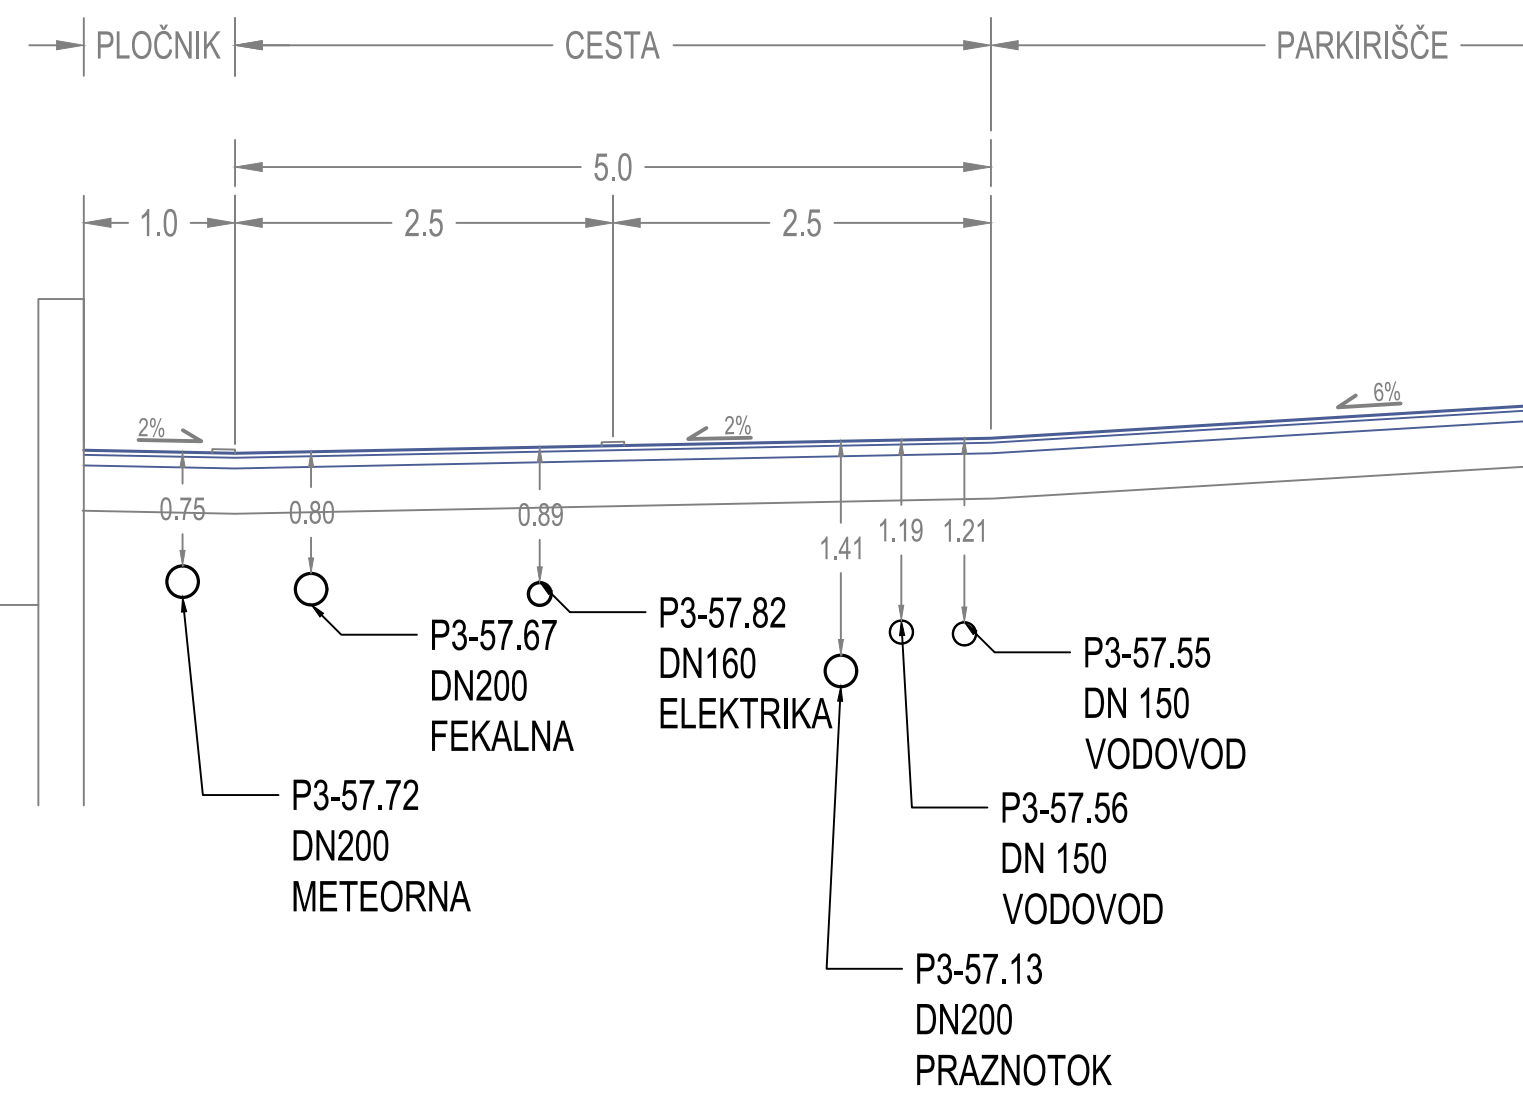 PLOČNIK
CESTA
PARKIRIŠČE
5.0
1.0
2.5
2.5
2%
2%
6%
0.75
0.80
0.89
1.41
1.19
1.21
P3-57.67
DN200
FEKALNA
P3-57.82
DN160
ELEKTRIKA
P3-57.55
DN 150
VODOVOD
P3-57.72
DN200
METEORNA
P3-57.56
DN 150
VODOVOD
P3-57.13
DN200
PRAZNOTOK